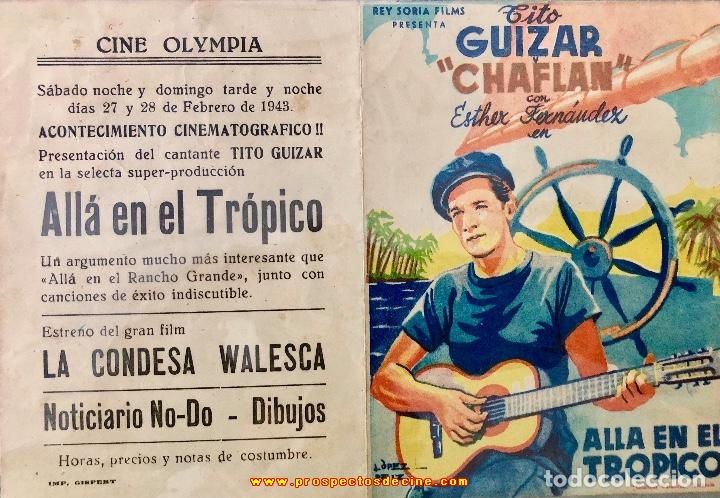 CINE OLYMPIA
Sábado noche y domingo tarde y noche
días 27 y 28 de Febrero de 1943.
ACONTECIMIENTO CINEMATOGRAFICO!!
Presentación del cantante TITO GUIZAR
en la selecta super-producción
Allá en el Trópico
Un argumento mucho más interesante que
«Allá en el Rancho Grande», junto con
canciones de éxito indiscutible.
Estreno del gran film
LA CONDESA WALESCA
Noticiario No-Do - Dibujos
Horas, precios y notas de costumbre.
IMP. GISPERT
REY SORIA FILMS
PRESENTA
Tito
GUIZAR
y
"CHAFLAN"
con
Esther Fernández
en
LÓPEZ
REIZ
ALLA EN EL
TROPICO
todocoleccion
www.prospectosdecine.com